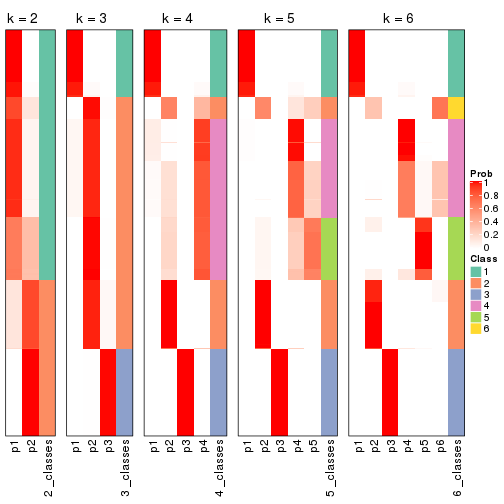 k = 2
k = 3
k = 4
k = 5
k = 6
p1
p2
2_classes
p1
p2
p3
3_classes
p1
p2
p3
p4
4_classes
p1
p2
p3
p4
p5
5_classes
p1
p2
p3
p4
p5
p6
6_classes
Prob
1
0.8
0.6
0.4
0.2
0
Class
1
2
3
4
5
6